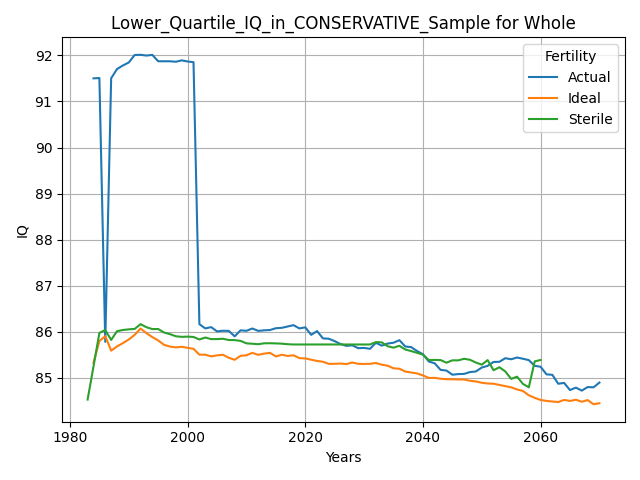 Lower_Quartile_IQ_in_CONSERVATIVE_Sample for Whole
Fertility
Actual
Ideal
Sterile
IQ
92
91
90
89
88
87
86
85
1980
2000
2020
2040
2060
Years